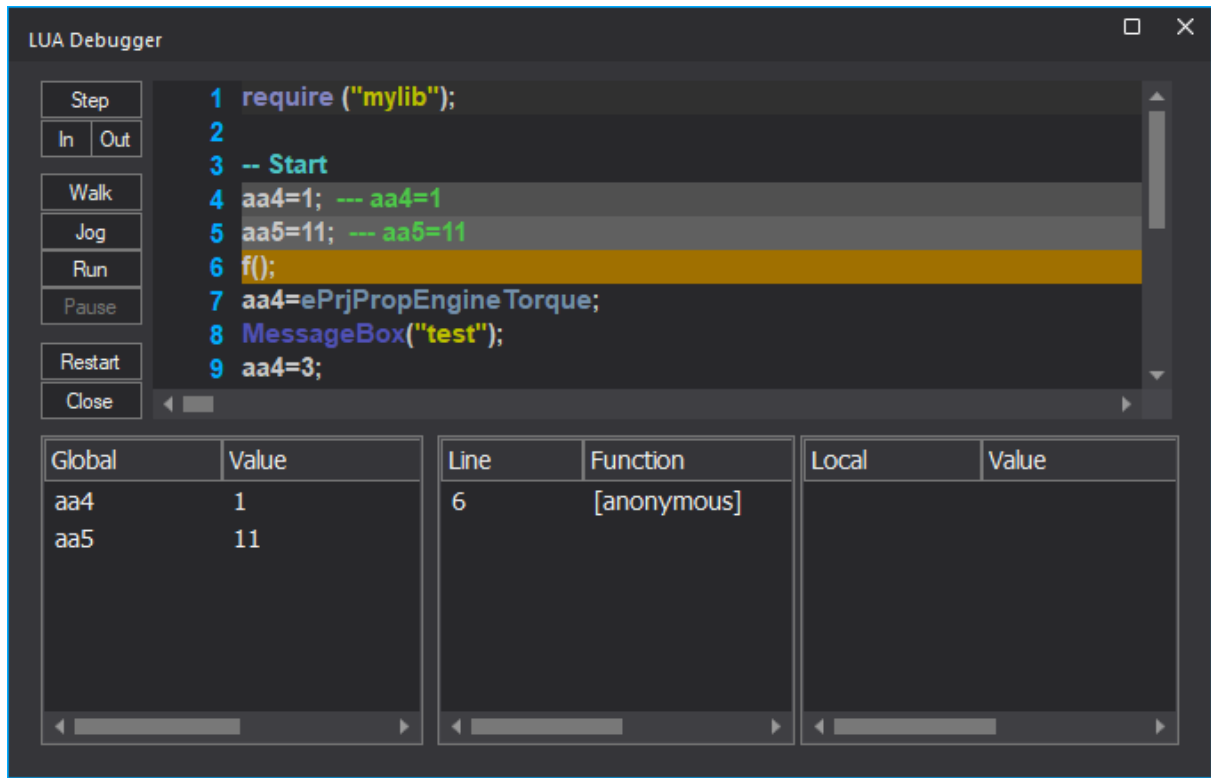 LUA Debugger
Step
In Out
Walk
Jog
Run
Pause
Restart
Close
1 require ("mylib");
2
3 -- Start
4 aa4=1; --- aa4=1
5 aa5=11; --- aa5=11
6 f();
7 aa4=ePrjPropEngineTorque;
8 MessageBox("test");
9 aa4=3;
Global Value
aa4 1
aa5 11
Line Function
6 [anonymous]
Local Value